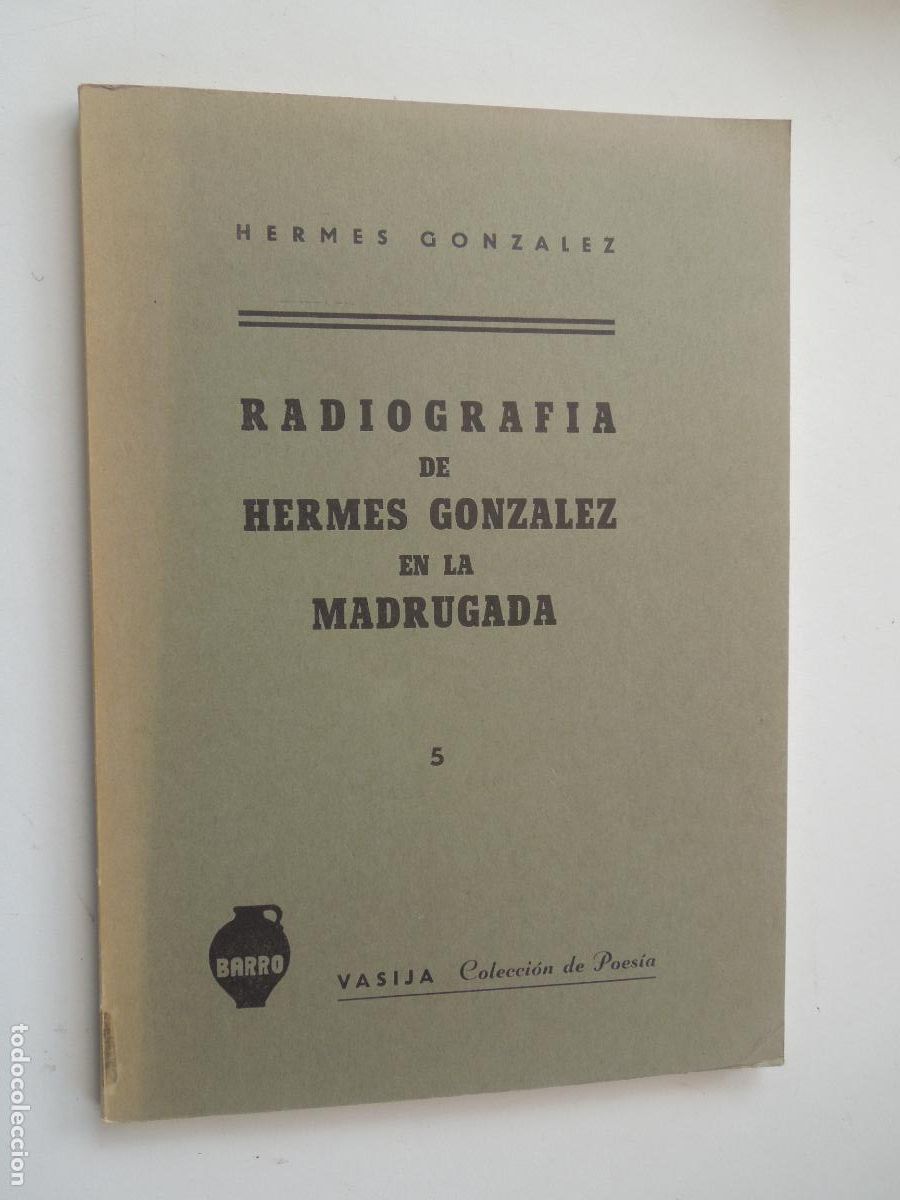 HERMES GONZALEZ
RADIOGRAFIA
DE
HERMES GONZALEZ
EN LA
MADRUGADA
5
BARRO
VASIJA Colección de Poesía
todocoleccion